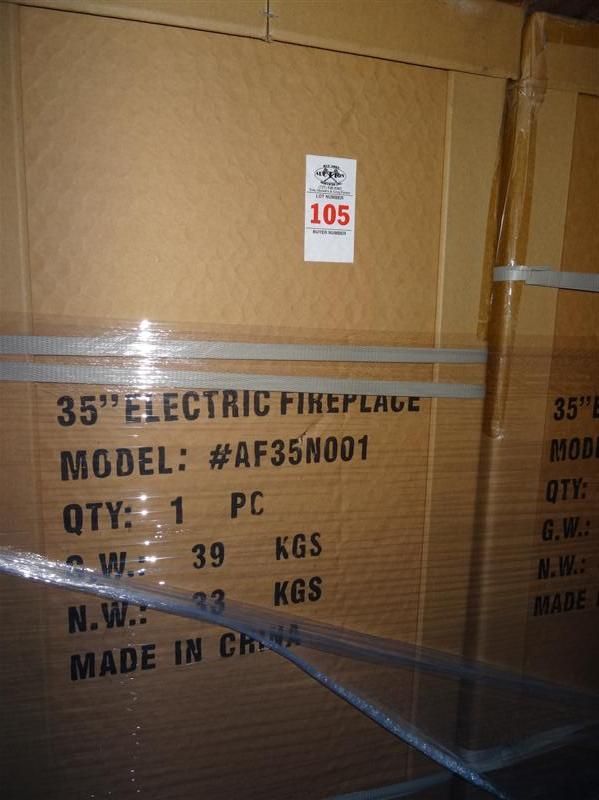 AUCTION
LOT NUMBER
105
BUYER NUMBER
35" ELECTRIC FIREPLACE
MODEL: #AF35N001
QTY: 1 PC
G.W.: 39 KGS
N.W.: 33 KGS
MADE IN CHINA
35"
QTY:
G.W.:
N.W.:
MADE